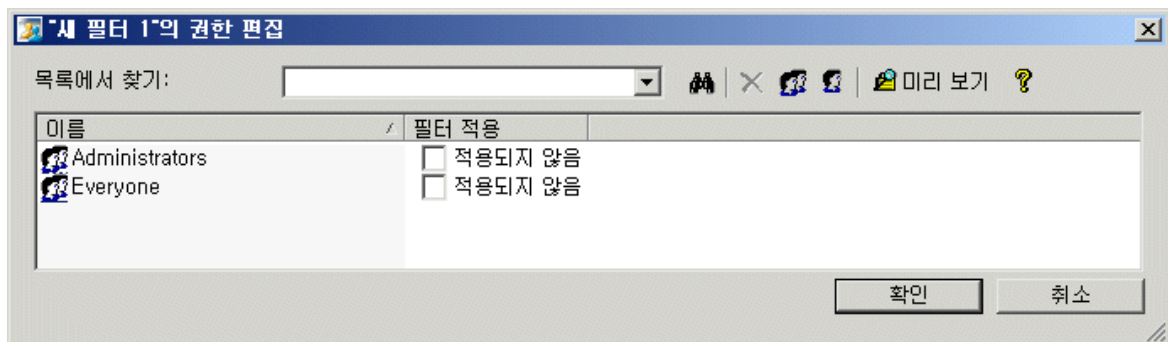 "새 필터 1"의 권한 편집
목록에서 찾기:
미리 보기
이름 필터 적용
Administrators 적용되지 않음
Everyone 적용되지 않음
확인 취소